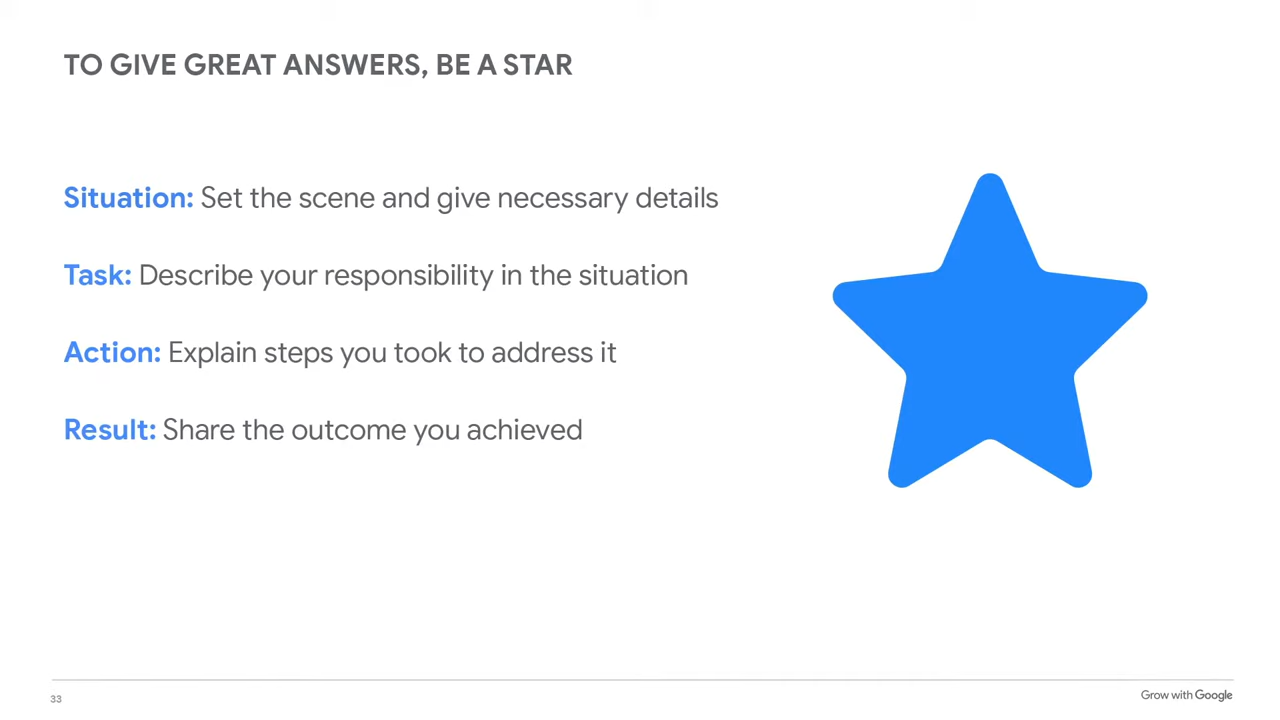 TO GIVE GREAT ANSWERS, BE A STAR
Situation: Set the scene and give necessary details
Task: Describe your responsibility in the situation
Action: Explain steps you took to address it
Result: Share the outcome you achieved
33
Grow with Google